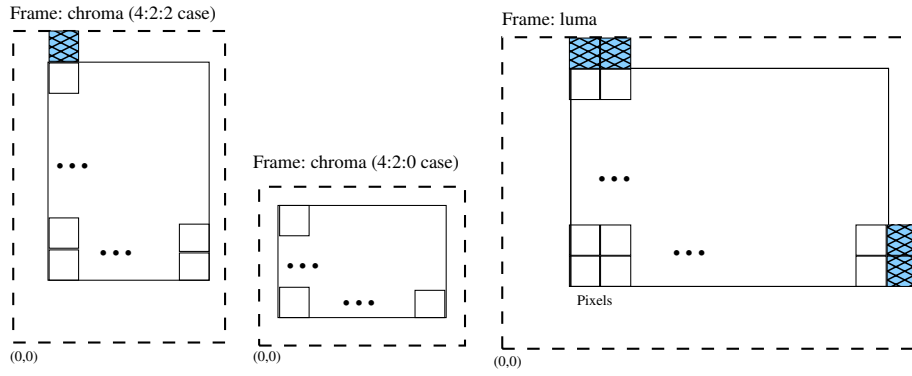 Frame: chroma (4:2:2 case)
Frame: luma
Frame: chroma (4:2:0 case)
Pixels
(0,0)
(0,0)
(0,0)